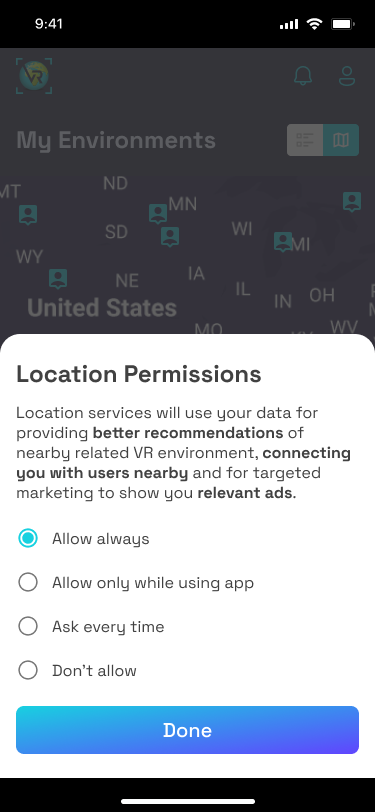 9:41
VR
My Environments
MT
ND
MN
SD
WI
MI
WY
NE
IA
IL
IN
OH
United States
MO
KY
WV
Location Permissions
Location services will use your data for
providing better recommendations of
nearby related VR environment, connecting
you with users nearby and for targeted
marketing to show you relevant ads.
Allow always
Allow only while using app
Ask every time
Don't allow
Done